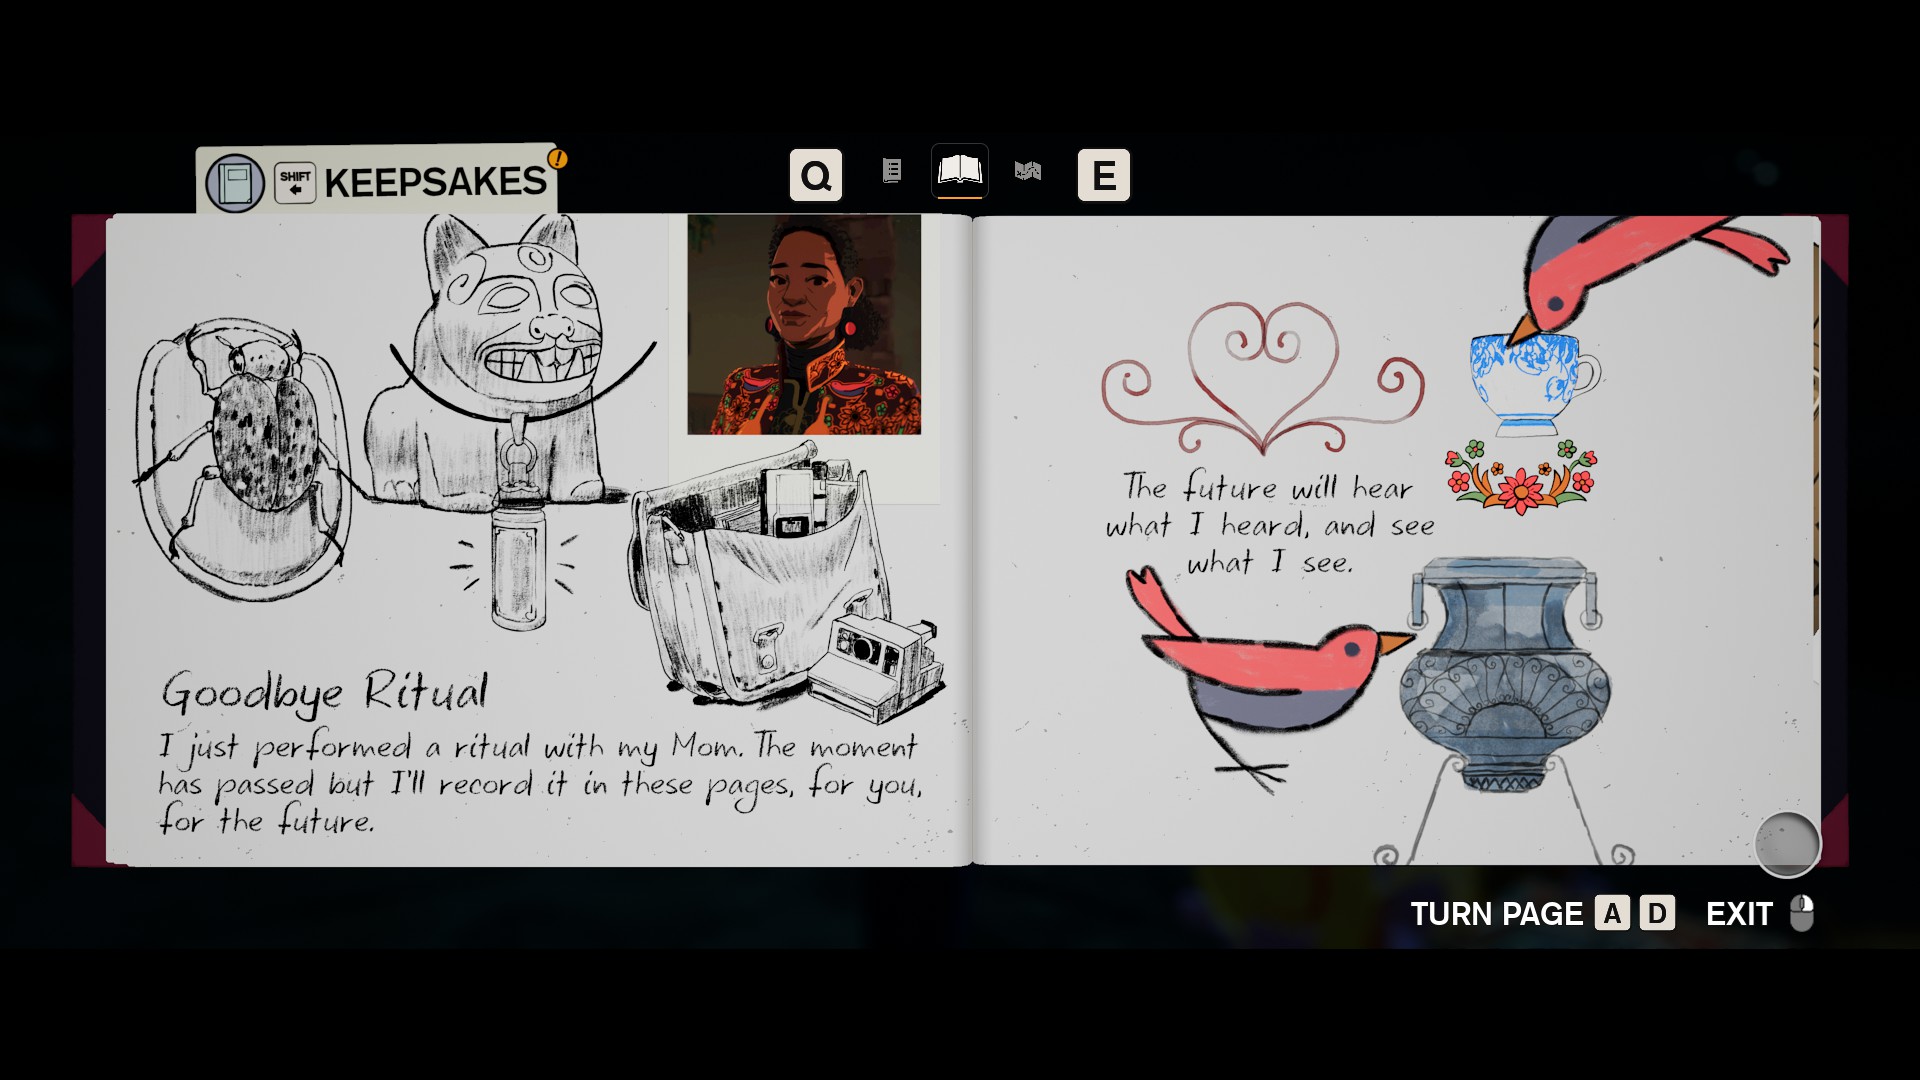 SHIFT
KEEPSAKES
!
Q
E
Goodbye Ritual
I just performed a ritual with my Mom. The moment
has passed but I'll record it in these pages, for you,
for the future.
The future will hear
what I heard, and see
what I see.
TURN PAGE A D EXIT